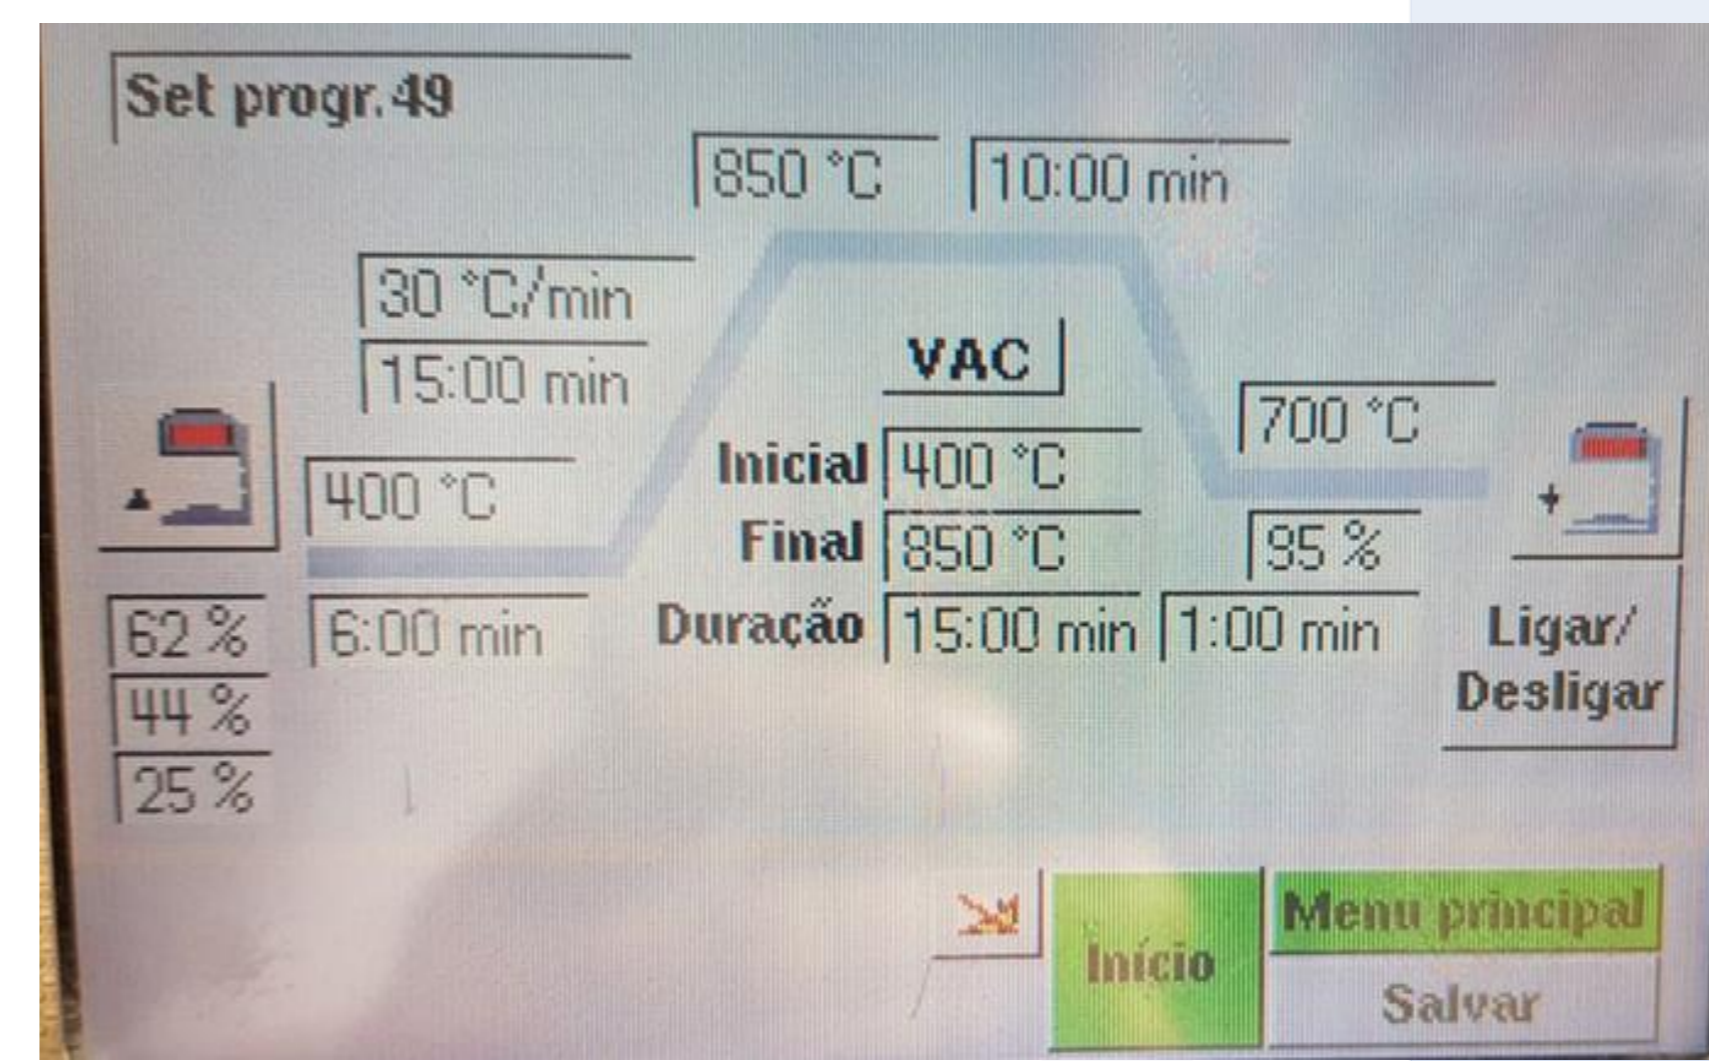 Set progr.49
850 °C
10:00 min
30 °C/min
15:00 min
VAC
700 °C
400 °C
Inicial 400 °C
Final 850 °C
95 %
62 %
6:00 min
Duração 15:00 min
1:00 min
Ligar/
Desligar
44 %
25 %
Início
Menu principal
Salvar